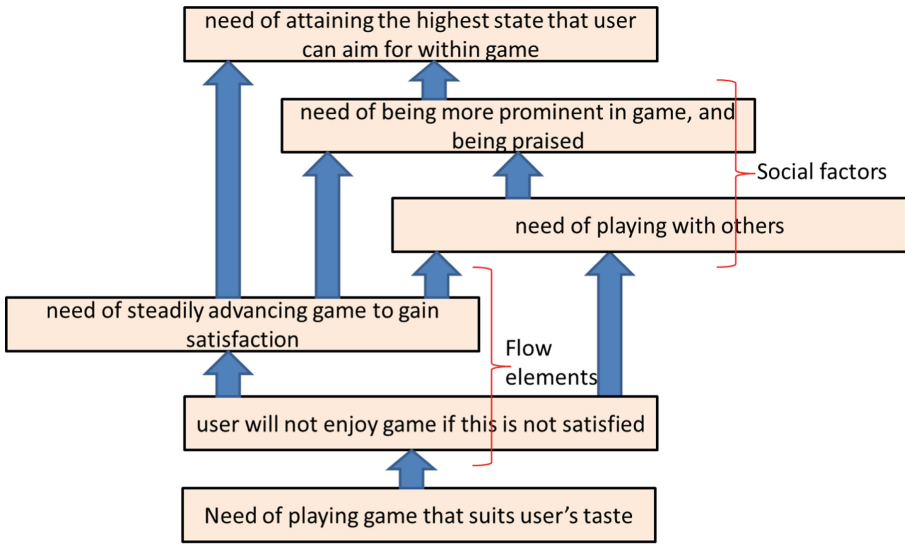 need of attaining the highest state that user
can aim for within game
need of being more prominent in game, and
being praised
Social factors
need of playing with others
need of steadily advancing game to gain
satisfaction
Flow
elements
user will not enjoy game if this is not satisfied
Need of playing game that suits user’s taste